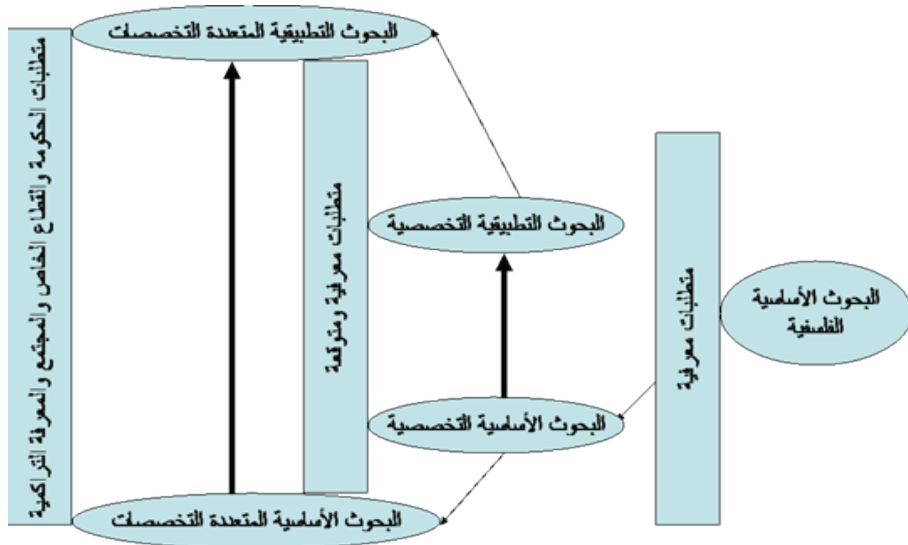 البحوث التطبيقية المتعددة التخصصات
متطلبات الحكومة والقطاع الخاص والمجتمع والمعرفة التراكمية
متطلبات معرفية ومتوقعة
البحوث التطبيقية التخصصية
متطلبات معرفية
البحوث الأساسية
الفلسفية
البحوث الأساسية التخصصية
البحوث الأساسية المتعددة التخصصات